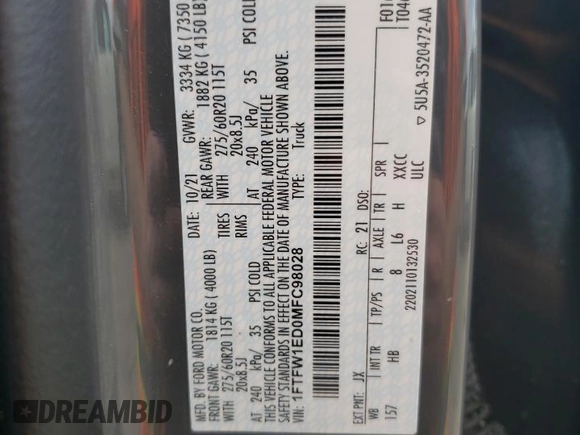 MFD. BY FORD MOTOR CO.
DATE: 10/21 GVWR: 3334 KG (7350
FRONT GAWR: 1814 KG (4000 LB) REAR GAWR: 1882 KG (4150 LB)
WITH 275/60R20 115T TIRES WITH 275/60R20 115T
20x8.5J RIMS 20x8.5J
AT 240 kPa/ 35 PSI COLD AT 240 kPa/ 35 PSI COLD
THIS VEHICLE CONFORMS TO ALL APPLICABLE FEDERAL MOTOR VEHICLE
SAFETY STANDARDS IN EFFECT ON THE DATE OF MANUFACTURE SHOWN ABOVE.
VIN: 1FTFW1ED0MFC98028
TYPE: Truck
F01
T04
EXT PNT: JX RC: 21 DSO:
WB INT TR TP/PS R AXLE TR SPR
157 HB 8 L6 H XXCC
2202110132530 ULC
▽ 5U5A-3520472-AA
DREAMBID